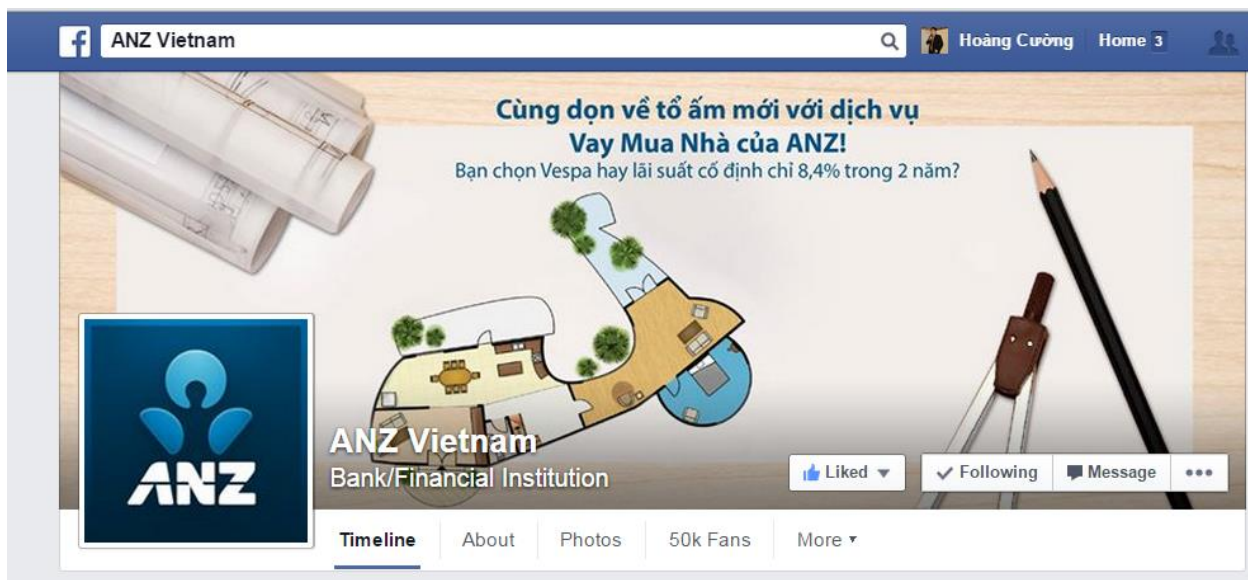 ANZ Vietnam
Hoàng Cường
Home 3
Cùng dọn về tổ ấm mới với dịch vụ
Vay Mua Nhà của ANZ!
Bạn chọn Vespa hay lãi suất cố định chỉ 8,4% trong 2 năm?
ANZ
ANZ Vietnam
Bank/Financial Institution
Liked
Following
Message
Timeline
About
Photos
50k Fans
More